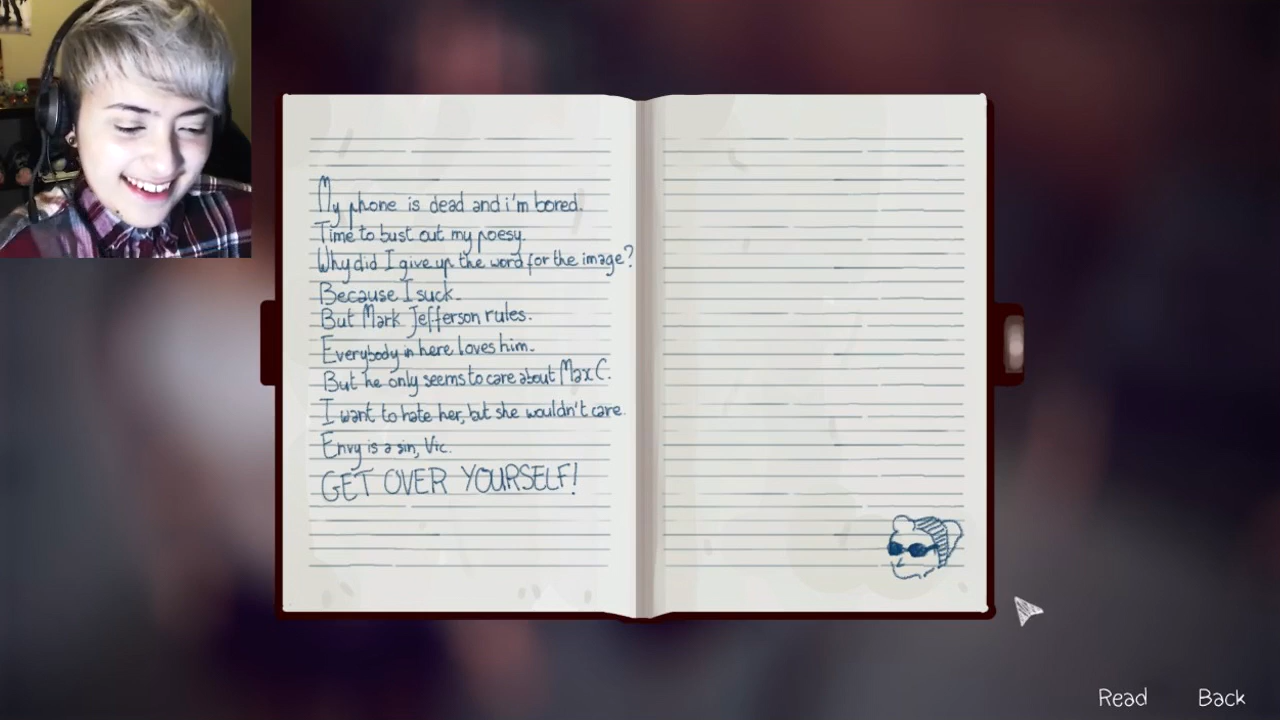 My phone is dead and i'm bored.
Time to bust out my poesy.
Why did I give up the word for the image?
Because I suck.
But Mark Jefferson rules.
Everybody in here loves him.
But he only seems to care about Max C.
I want to hate her, but she wouldn't care.
Envy is a sin, Vic.
GET OVER YOURSELF!
Read Back